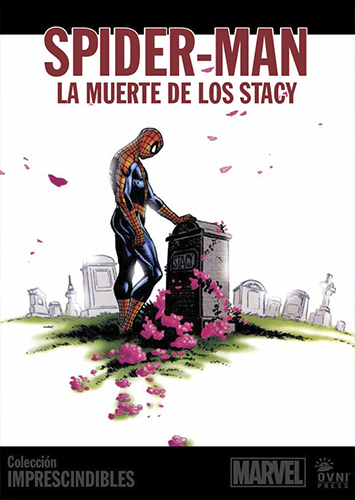 SPIDER-MAN
LA MUERTE DE LOS STACY
STACY
Colección
IMPRESCINDIBLES
MARVEL
OVNI
PRESS